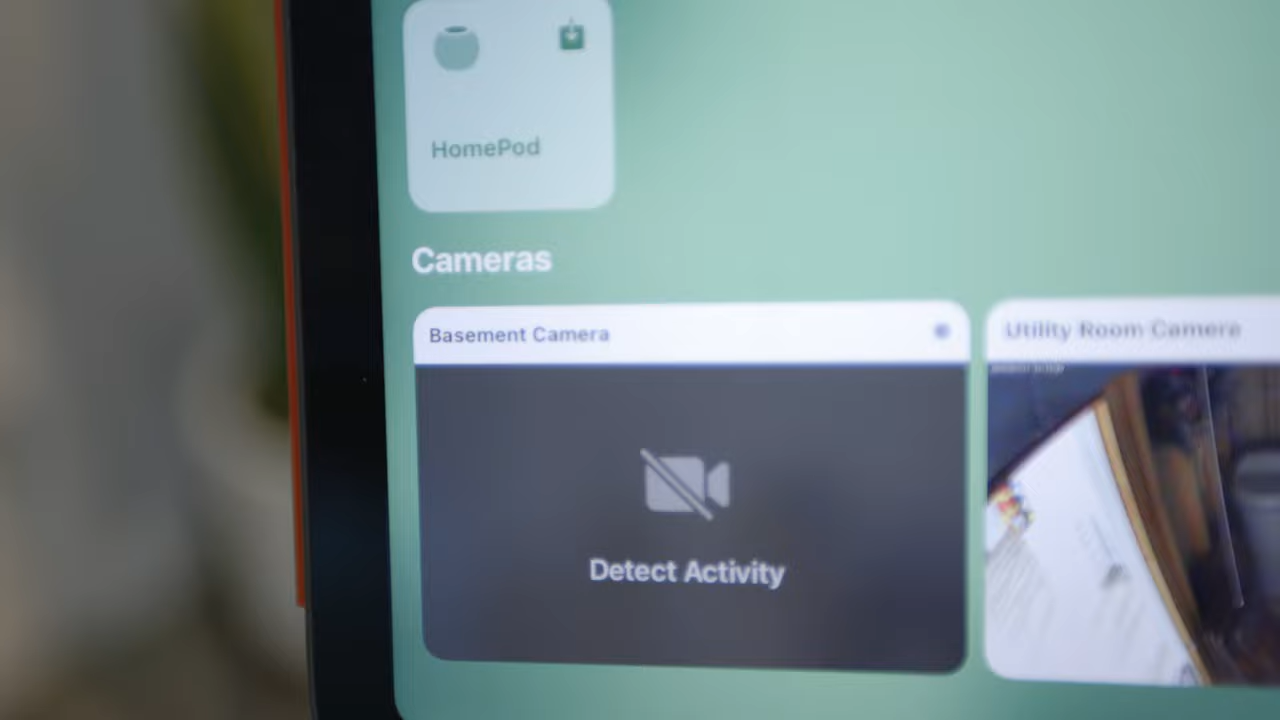 HomePod
Cameras
Basement Camera
Utility Room Camera
Detect Activity